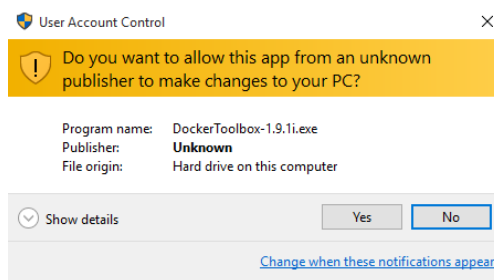 User Account Control
Do you want to allow this app from an unknown
publisher to make changes to your PC?
Program name: DockerToolbox-1.9.1i.exe
Publisher: Unknown
File origin: Hard drive on this computer
Show details Yes No
Change when these notifications appear